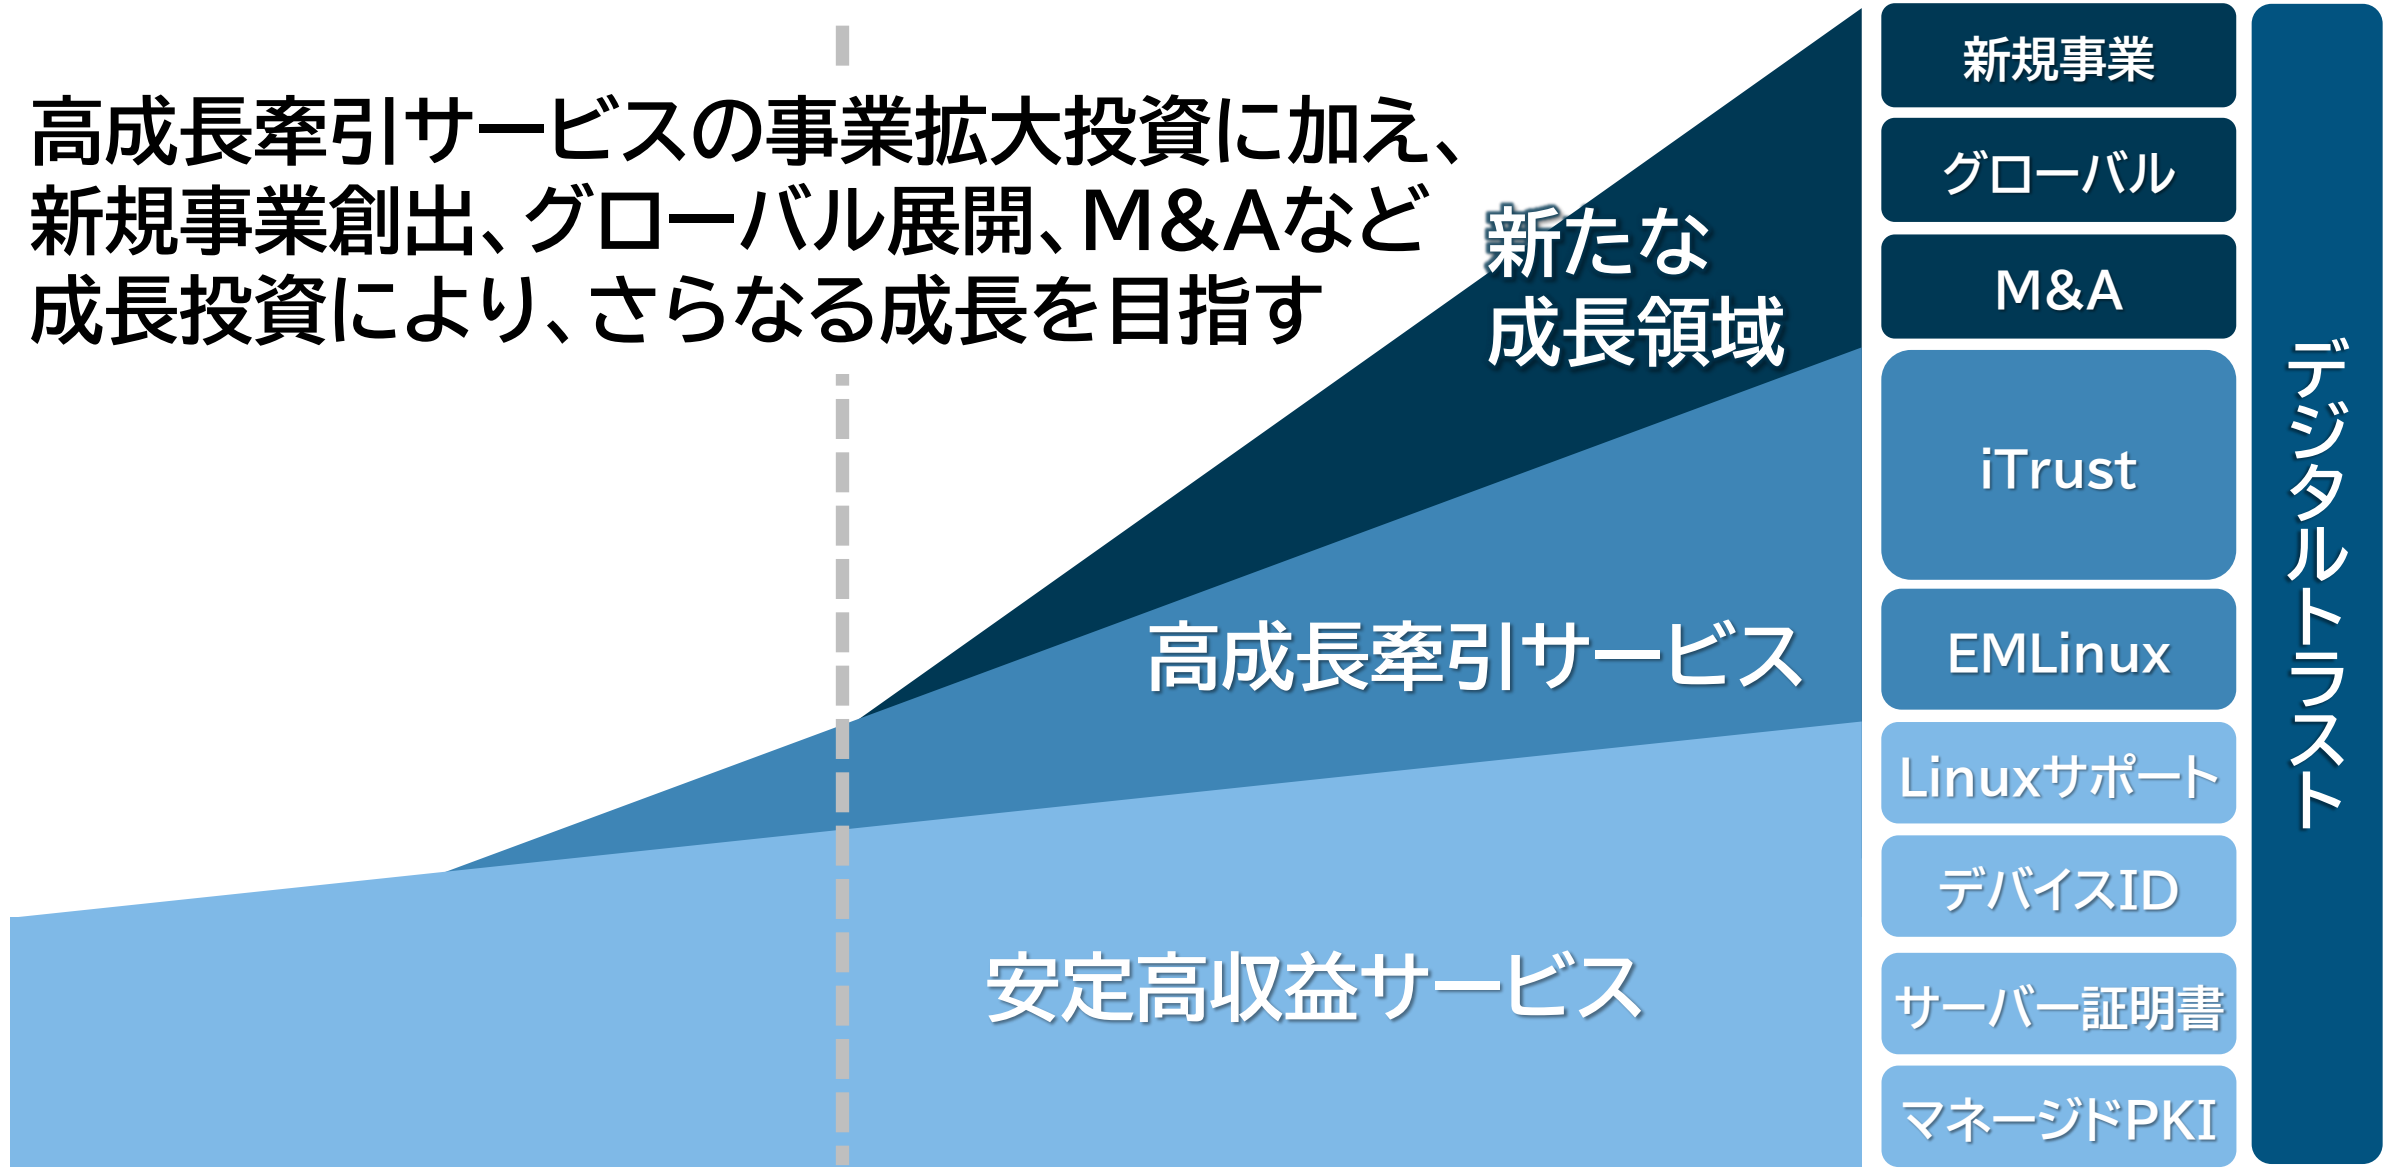 高成長牽引サービスの事業拡大投資に加え、
新規事業創出、グローバル展開、M&Aなど
成長投資により、さらなる成長を目指す
新たな
成長領域
高成長牽引サービス
安定高収益サービス
新規事業
グローバル
M&A
iTrust
EMLinux
Linuxサポート
デバイスID
サーバー証明書
マネージドPKI
デジタルトラスト